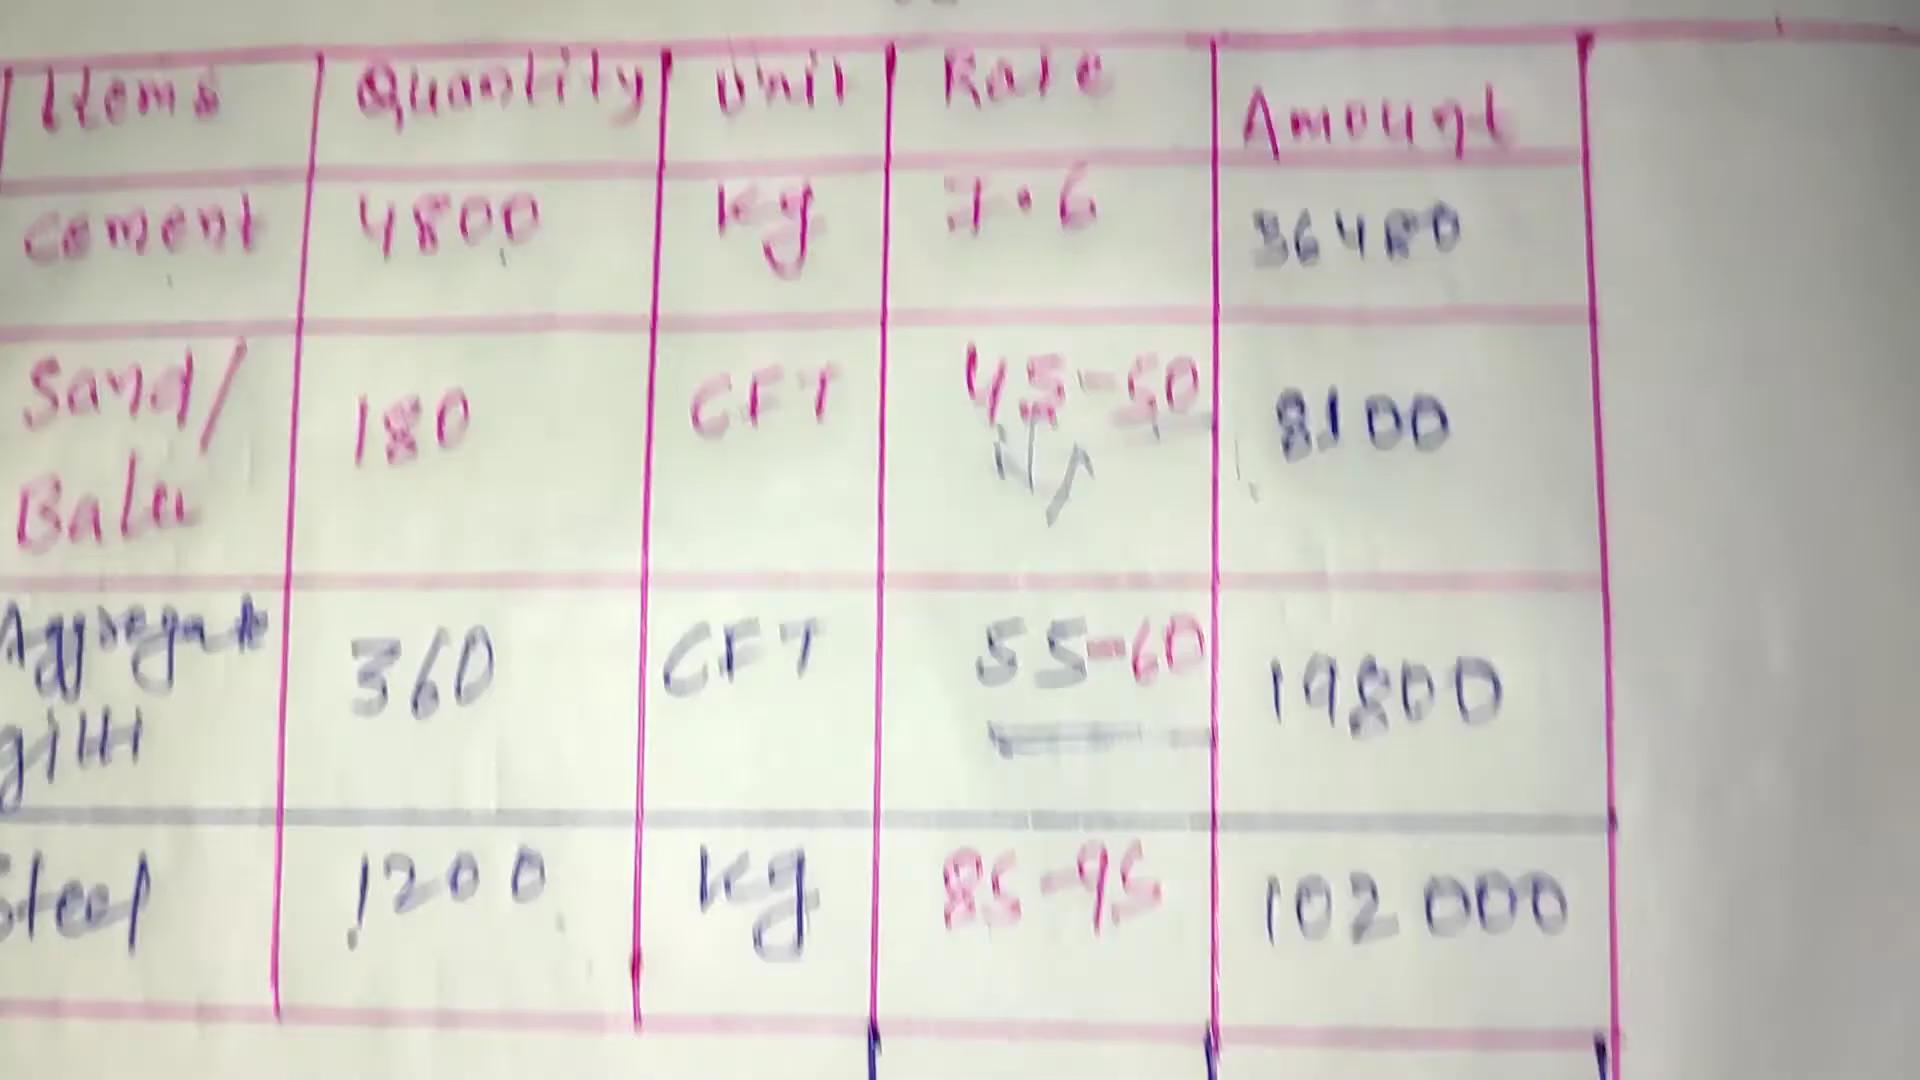 Items Quantity Unit Rate Amount
Cement 4800 Kg 7.6 36480
Sand/
Balu 180 CFT 45-50 8100
Aggregate
gitti 360 CFT 55-60 19800
Steel 1200 Kg 85-95 102000